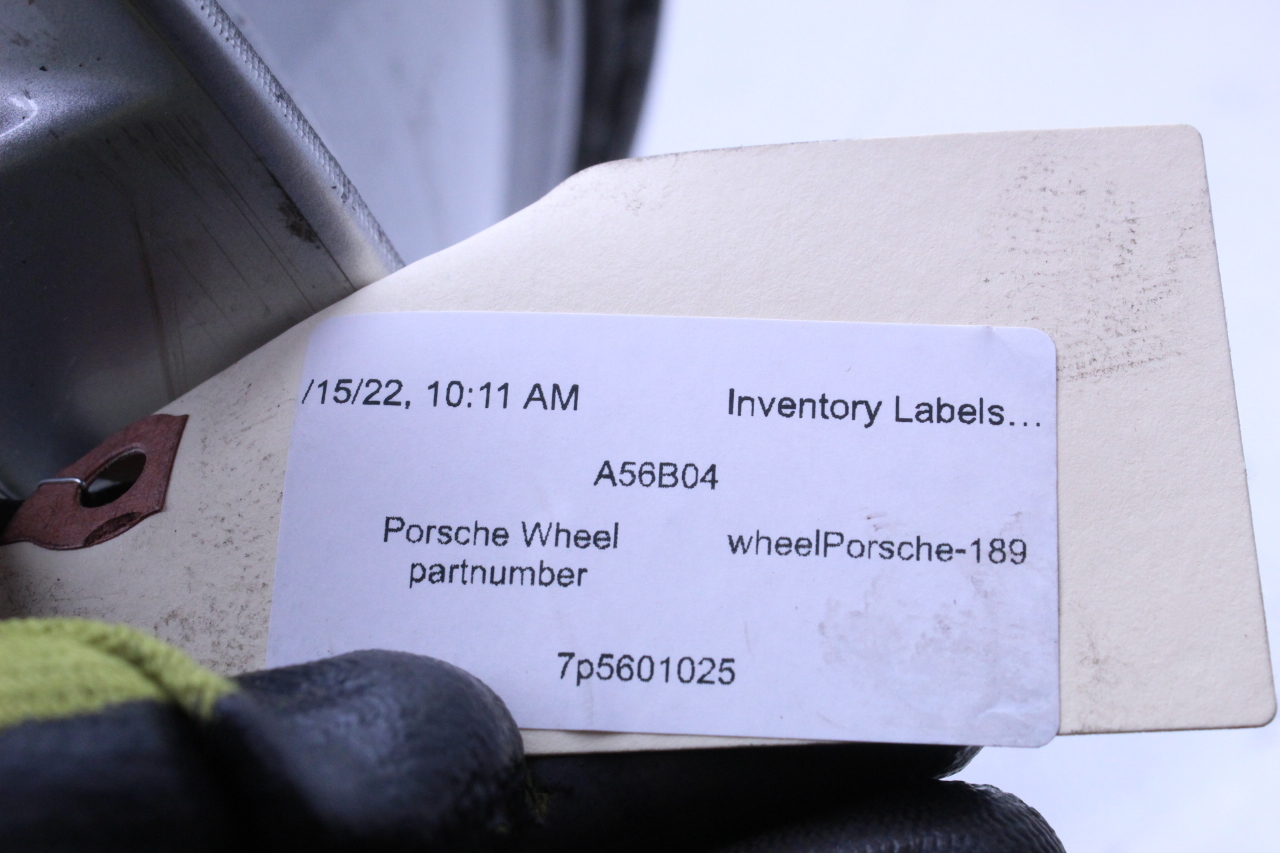 /15/22, 10:11 AM Inventory Labels...
A56B04
Porsche Wheel wheelPorsche-189
partnumber
7p5601025